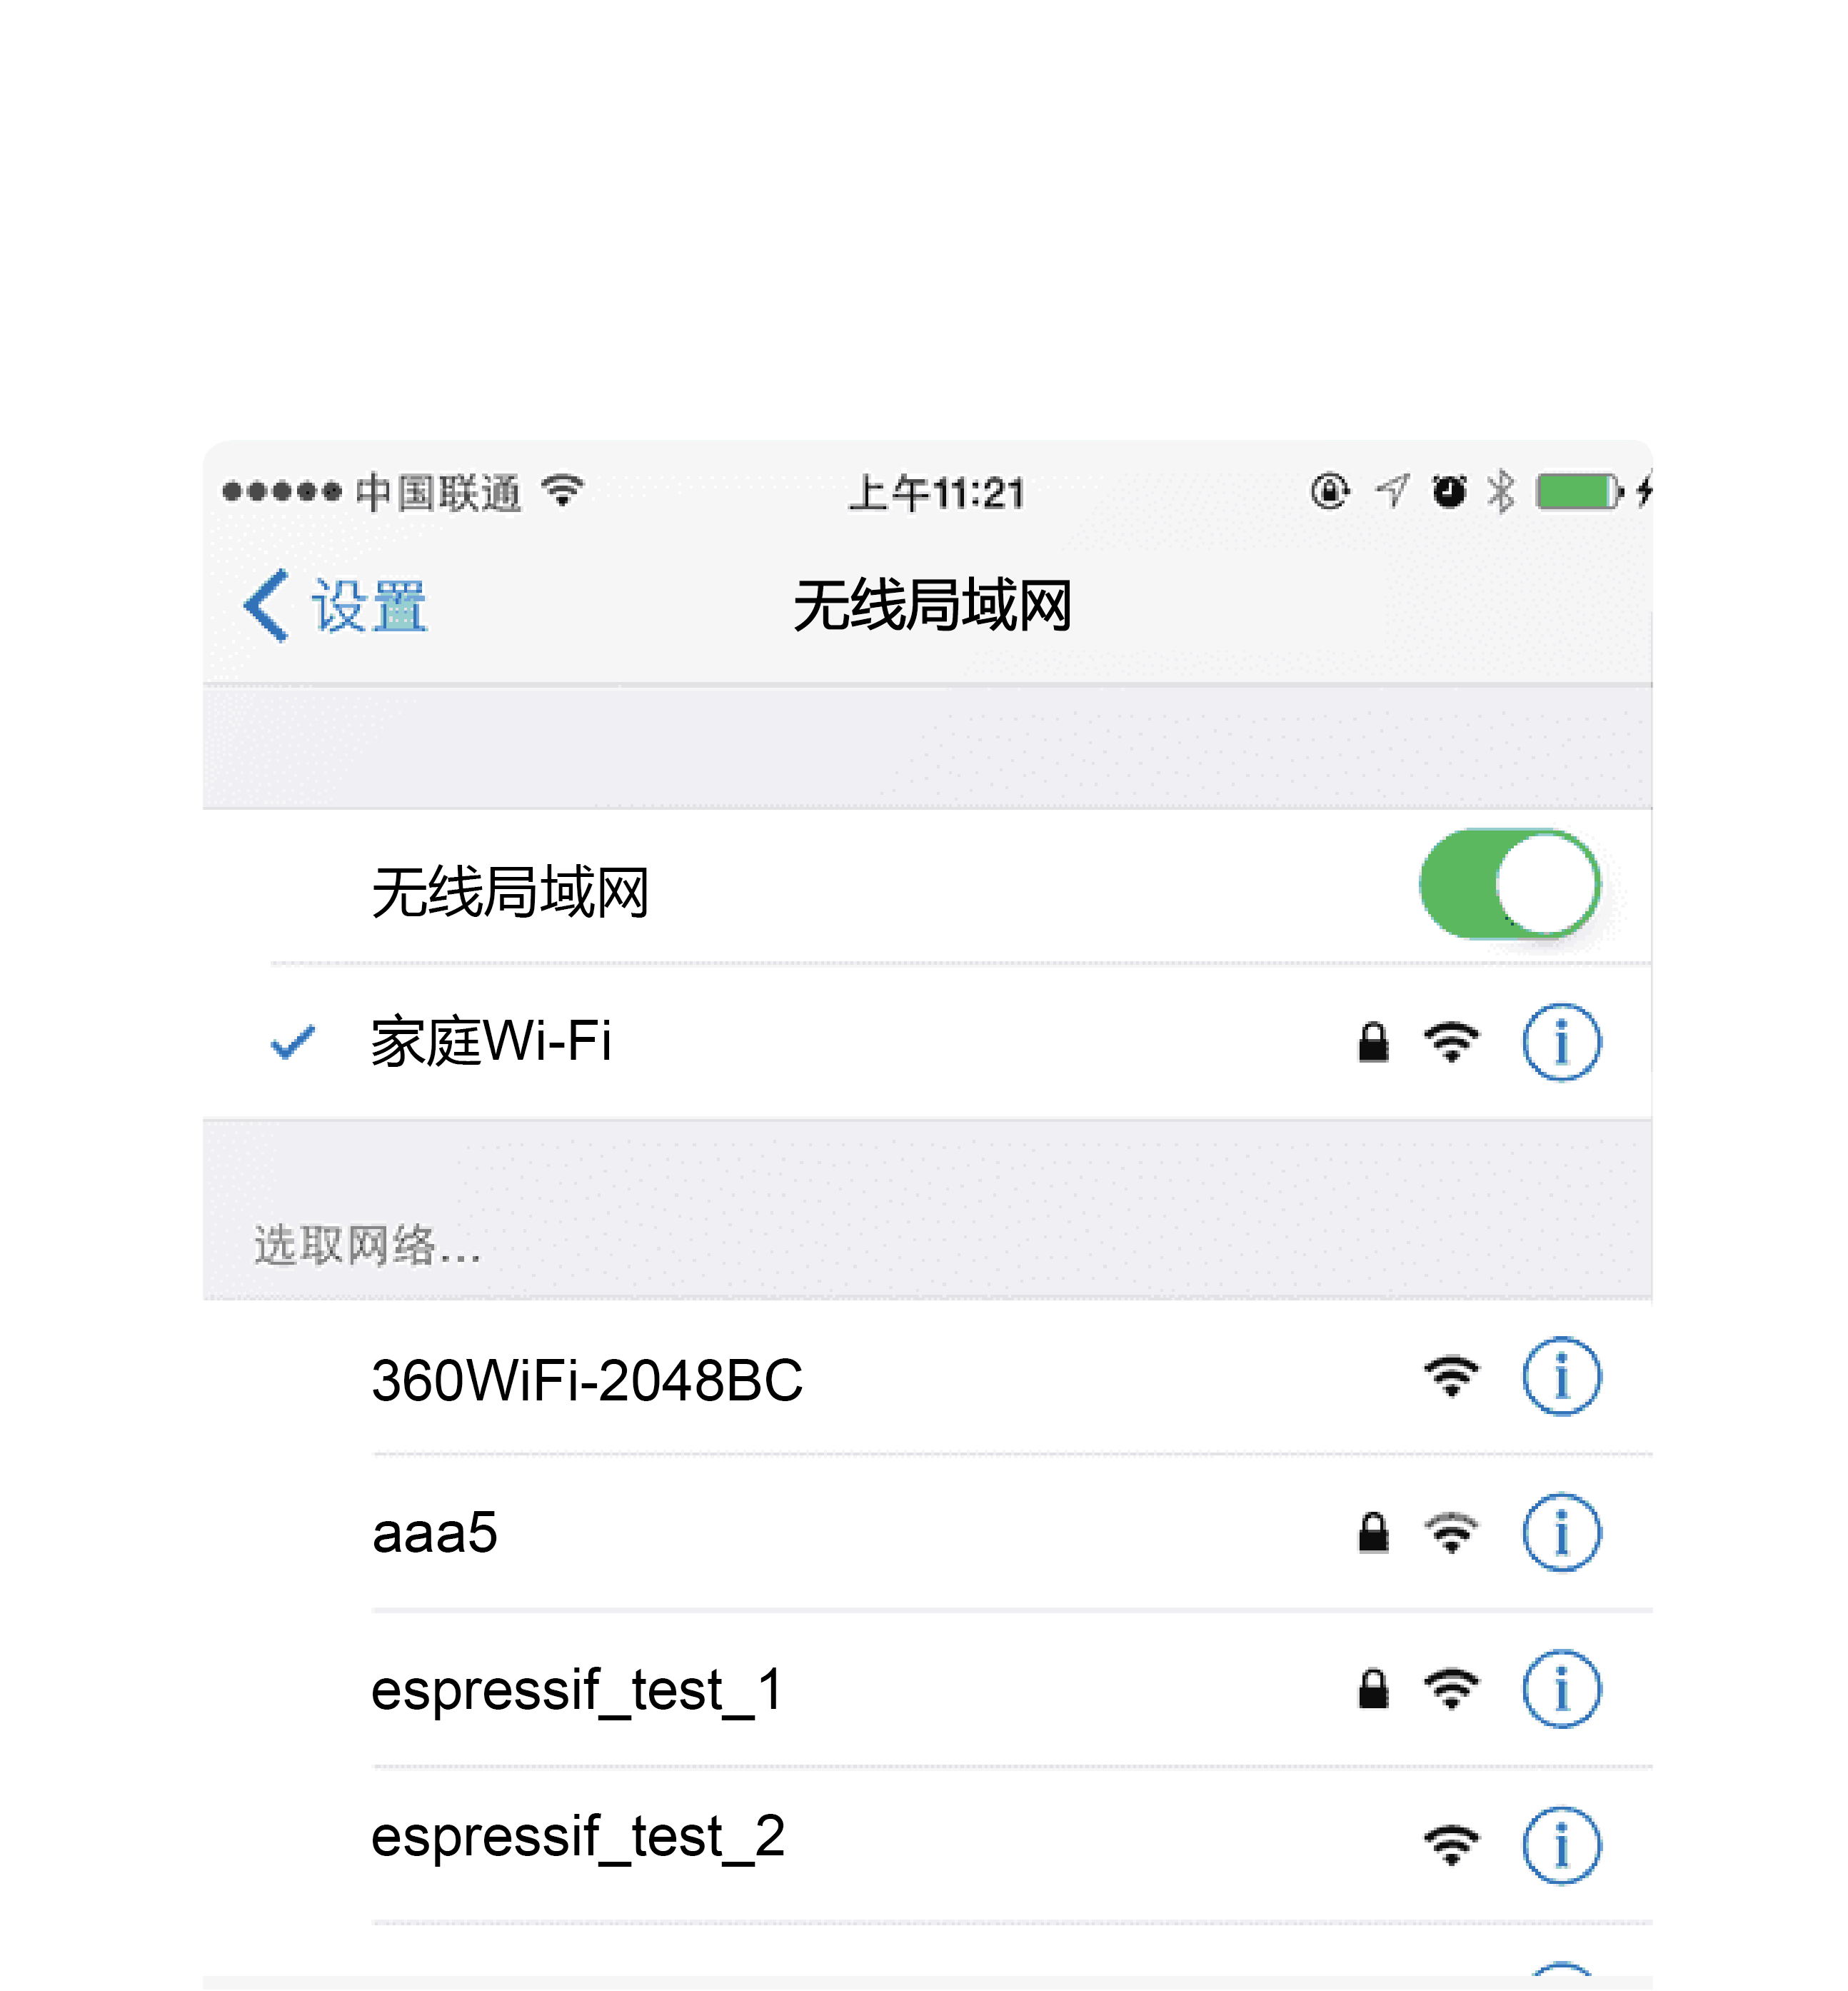 中国联通 上午11:21
设置 无线局域网
无线局域网
家庭Wi-Fi
选取网络...
360WiFi-2048BC
aaa5
espressif_test_1
espressif_test_2